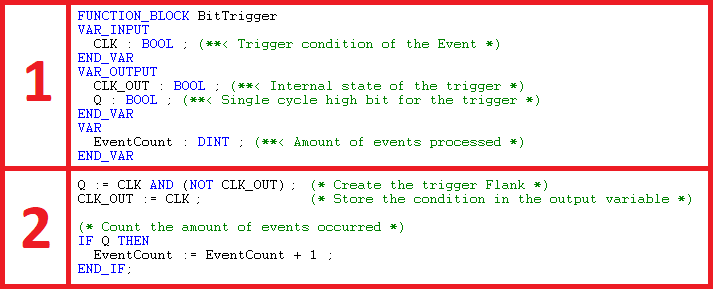 1
FUNCTION_BLOCK BitTrigger
VAR_INPUT
CLK : BOOL ; (**< Trigger condition of the Event *)
END_VAR
VAR_OUTPUT
CLK_OUT : BOOL ; (**< Internal state of the trigger *)
Q : BOOL ; (**< Single cycle high bit for the trigger *)
END_VAR
VAR
EventCount : DINT ; (**< Amount of events processed *)
END_VAR
2
Q := CLK AND (NOT CLK_OUT); (* Create the trigger Flank *)
CLK_OUT := CLK ; (* Store the condition in the output variable *)
(* Count the amount of events occurred *)
IF Q THEN
EventCount := EventCount + 1 ;
END_IF;